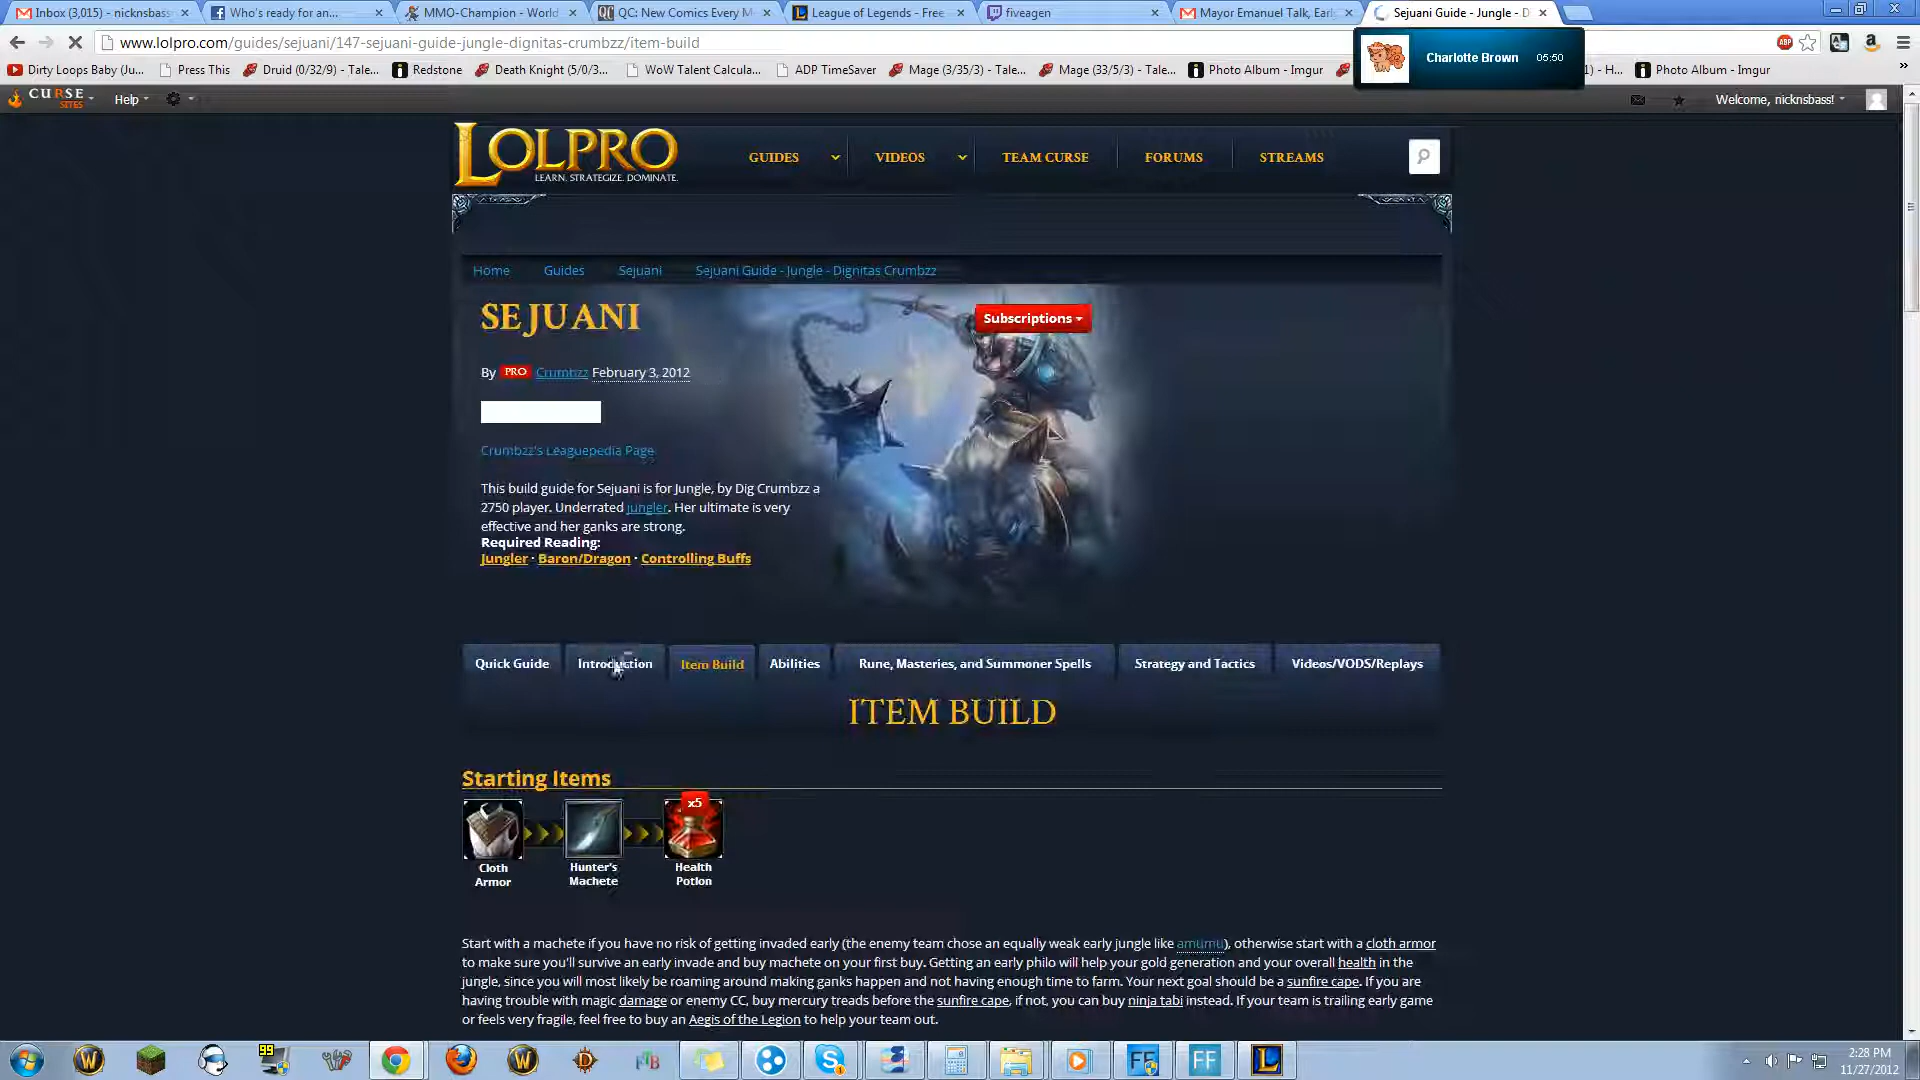 Inbox (3,015) - nicknsbass
Who's ready for an...
MMO-Champion - World
QC: New Comics Every M
League of Legends - Free
fiveagen
Mayor Emanuel Talk, Earl
Sejuani Guide - Jungle - D
www.lolpro.com/guides/sejuani/147-sejuani-guide-jungle-dignitas-crumbzz/item-build
ABP
Dirty Loops Baby (Ju...
Press This
Druid (0/32/9) - Tale...
Redstone
Death Knight (5/0/3...
WoW Talent Calcula...
ADP TimeSaver
Mage (3/35/3) - Tale...
Mage (33/5/3) - Tale...
Photo Album - Imgur
1) - H...
Photo Album - Imgur
Charlotte Brown 05:50
CURSE SITES
Help
Welcome, nicknsbass!
LOLPRO
LEARN. STRATEGIZE. DOMINATE.
GUIDES
VIDEOS
TEAM CURSE
FORUMS
STREAMS
Home
Guides
Sejuani
Sejuani Guide - Jungle - Dignitas Crumbzz
SEJUANI
Subscriptions
By PRO Crumbzz February 3, 2012
Crumbzz's Leaguepedia Page
This build guide for Sejuani is for Jungle, by Dig Crumbzz a
2750 player. Underrated jungler. Her ultimate is very
effective and her ganks are strong.
Required Reading:
Jungler · Baron/Dragon · Controlling Buffs
Quick Guide
Introduction
Item Build
Abilities
Rune, Masteries, and Summoner Spells
Strategy and Tactics
Videos/VODS/Replays
ITEM BUILD
Starting Items
x5
Cloth Armor
Hunter's Machete
Health Potion
Start with a machete if you have no risk of getting invaded early (the enemy team chose an equally weak early jungle like amumu), otherwise start with a cloth armor
to make sure you'll survive an early invade and buy machete on your first buy. Getting an early philo will help your gold generation and your overall health in the
jungle, since you will most likely be roaming around making ganks happen and not having enough time to farm. Your next goal should be a sunfire cape. If you are
having trouble with magic damage or enemy CC, buy mercury treads before the sunfire cape, if not, you can buy ninja tabi instead. If your team is trailing early game
or feels very fragile, feel free to buy an Aegis of the Legion to help your team out.
99
FF
FF
2:28 PM
11/27/2012